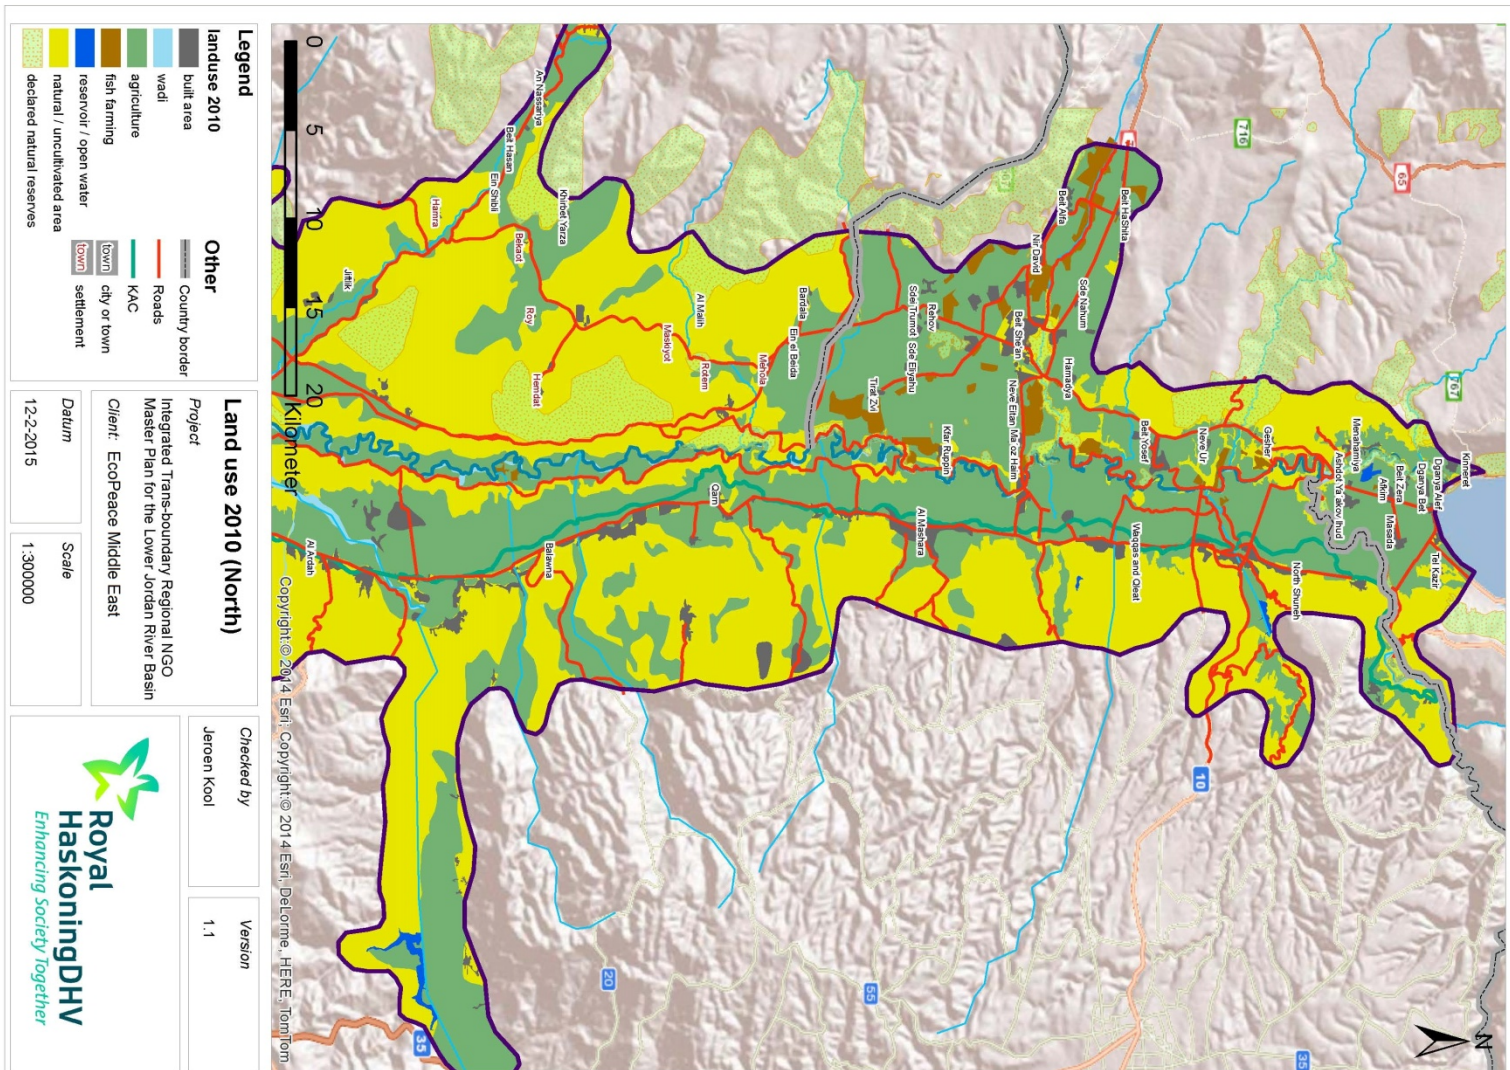 Legend
landuse 2010
built area
wadi
agriculture
fish farming
reservoir / open water
natural / uncultivated area
declared natural reserves
Other
Country border
Roads
KAC
town
city or town
town
settlement
Land use 2010 (North)
Project
Integrated Trans-boundary Regional NGO
Master Plan for the Lower Jordan River Basin
Client: EcoPeace Middle East
Datum
12-2-2015
Scale
1:300000
Checked by
Jeroen Kool
Version
1.1
Royal
HaskoningDHV
Enhancing Society Together
0
5
10
15
20
Kilometer
Copyright:© 2014 Esri, Copyright:© 2014 Esri, DeLorme, HERE, TomTom
N
Kinneret
Dganya Alef
Dganya Bet
Beit Zera
Afikim
Masada
Tel Kazir
Menahamiya
Ashdot Ya'akov Ihud
Gesher
North Shuneh
Neve Ur
Beit Yosef
Waqqas and Qleat
Beit HaShita
Sde Nahum
Hamadya
Beit Alfa
Nir David
Beit She'an
Neve Eitan
Ma'oz Haim
Rehov
Sdei Trumot
Sde Eliyahu
Kfar Ruppin
Al Mashara
Tirat Zvi
Bardala
Ein el Beida
Mehola
Al Malih
Rotem
Maskiyot
Qarn
Khirbet Yarza
An Nassariya
Beit Hasan
Ein Shibli
Bekaot
Roy
Hemdat
Balawna
Hamra
Jiftlik
Al Ardah
716
65
767
10
20
55
35
35